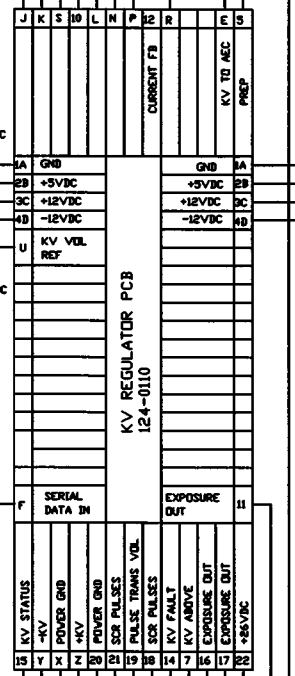 J K S 10 L N P 12 R E 5
CURRENT FB
KV TO AEC
PREP
C
1A GND GND 1A
2B +5VDC +5VDC 2B
3C +12VDC +12VDC 3C
4D -12VDC -12VDC 4D
U KV VOL
REF
C
KV REGULATOR PCB
124-0110
F SERIAL
DATA IN
EXPOSURE
OUT 11
KV STATUS
-KV
POWER GND
+KV
POWER GND
SCR PULSES
PULSE TRANS VOL
SCR PULSES
KV FAULT
KV ABOVE
EXPOSURE OUT
EXPOSURE OUT
+26VDC
15 Y X Z 20 21 19 18 14 7 16 17 22